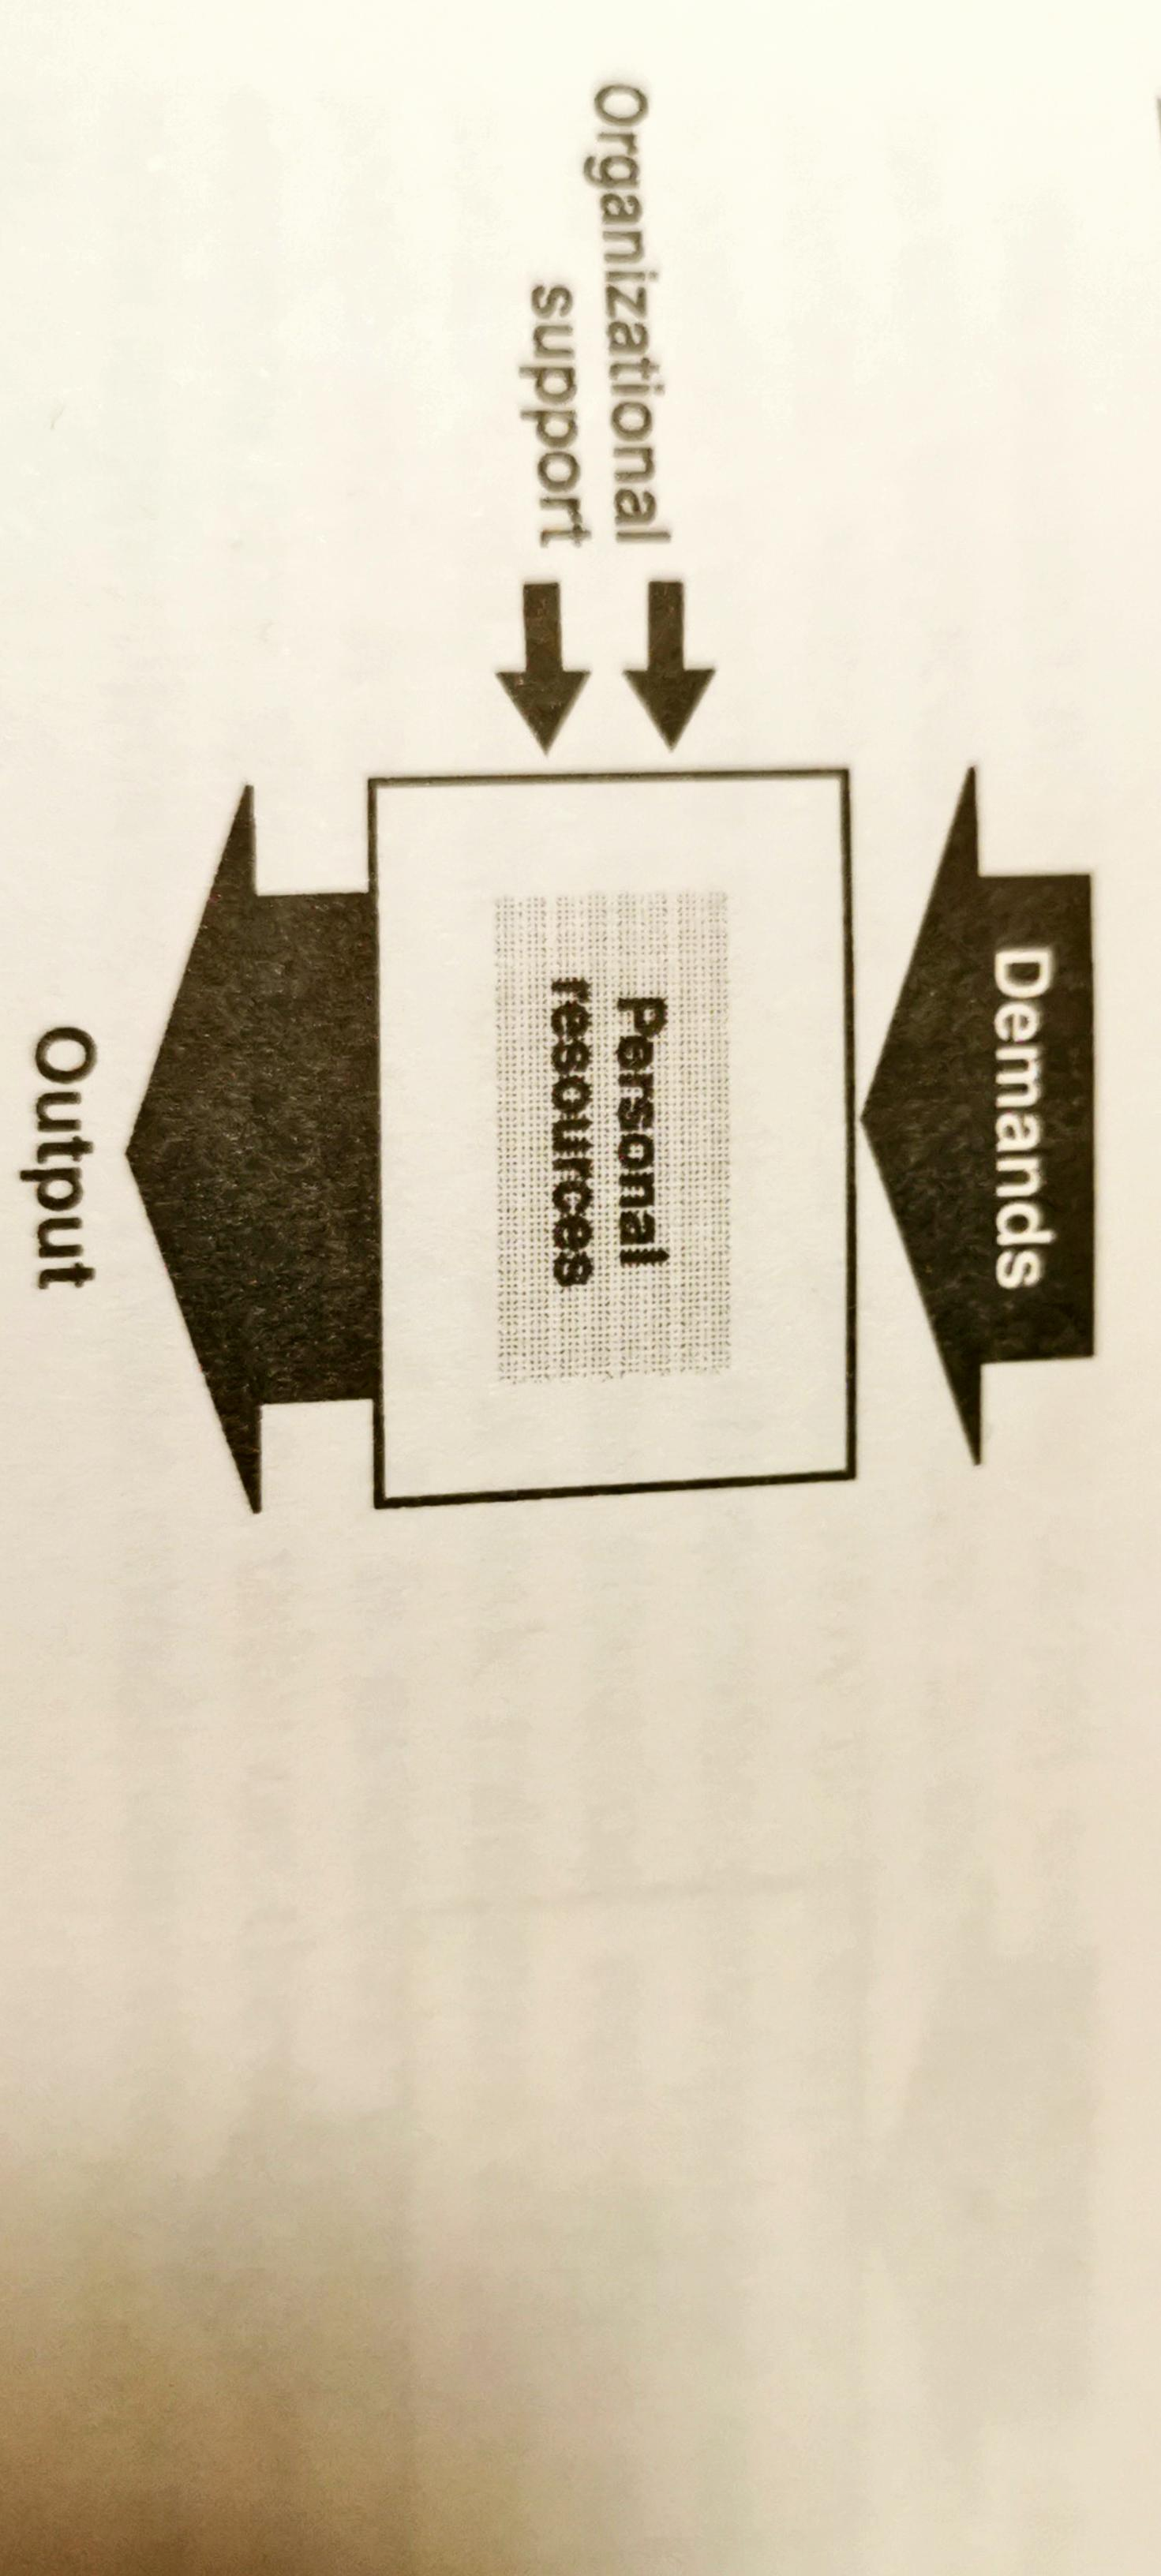 Demands
Organizational
support
Personal
resources
Output